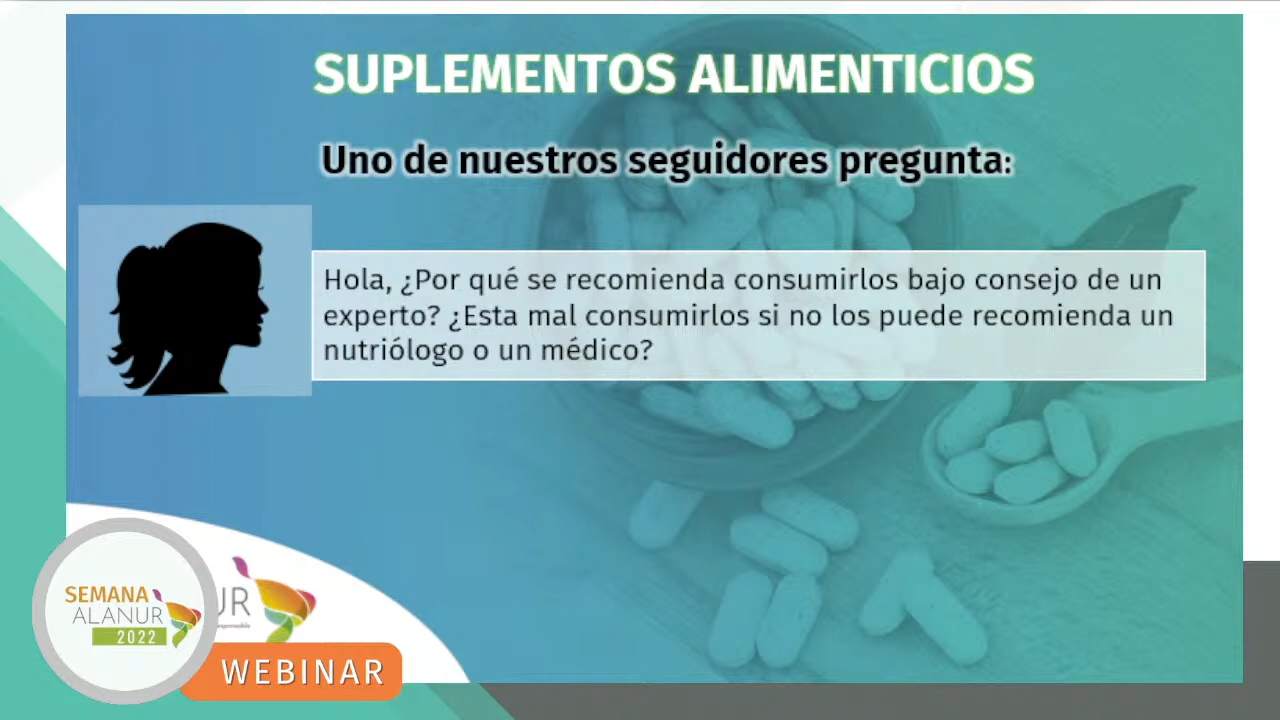 SUPLEMENTOS ALIMENTICIOS
Uno de nuestros seguidores pregunta:
Hola, ¿Por qué se recomienda consumirlos bajo consejo de un
experto? ¿Esta mal consumirlos si no los puede recomienda un
nutriólogo o un médico?
SEMANA
ALANUR
2022
UR
WEBINAR